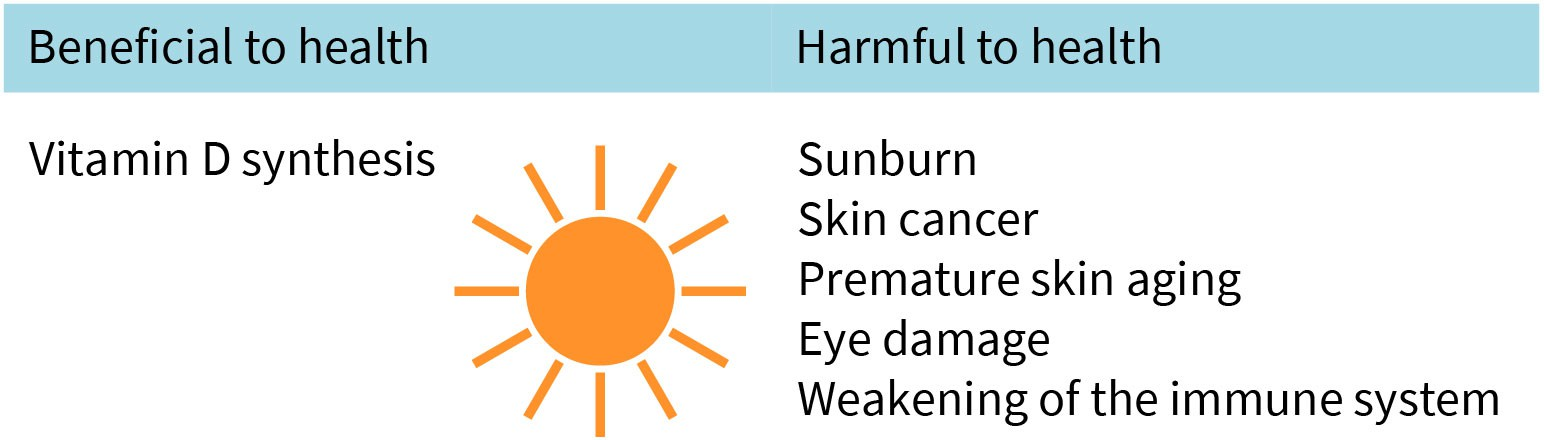 Beneficial to health
Harmful to health
Vitamin D synthesis
Sunburn
Skin cancer
Premature skin aging
Eye damage
Weakening of the immune system